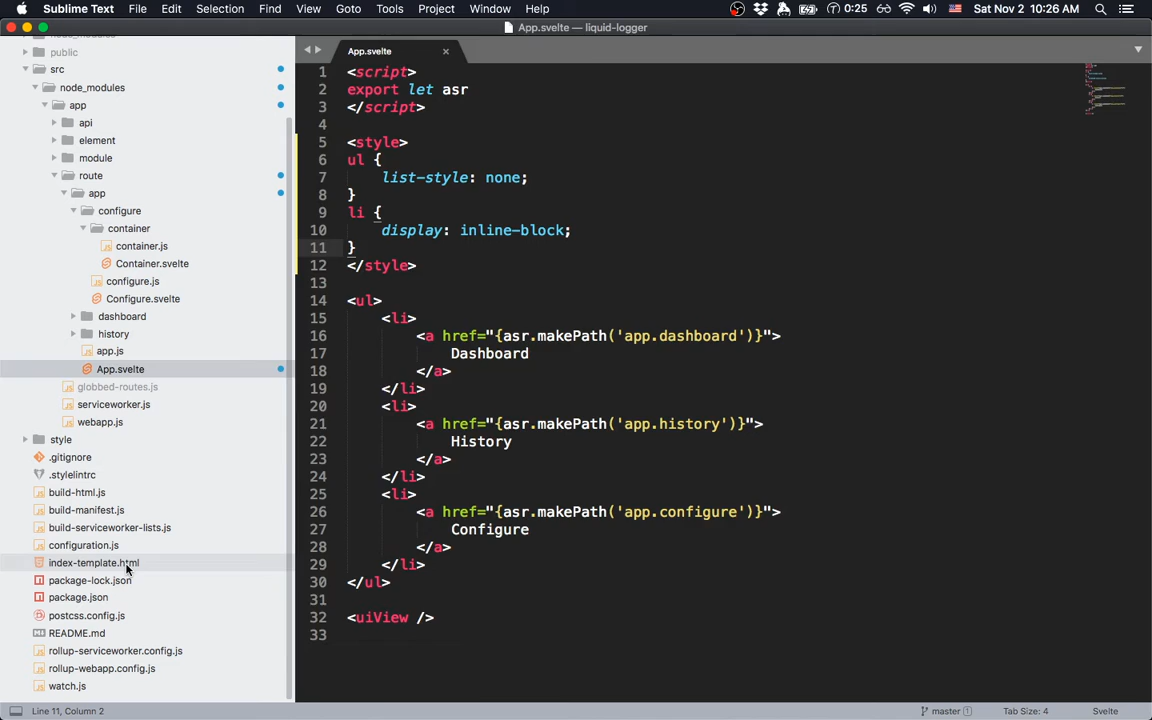 Sublime Text File Edit Selection Find View Goto Tools Project Window Help 0:25 Sat Nov 2 10:26 AM
App.svelte — liquid-logger
public
src
node_modules
app
api
element
module
route
app
configure
container
container.js
Container.svelte
configure.js
Configure.svelte
dashboard
history
app.js
App.svelte
globbed-routes.js
serviceworker.js
webapp.js
style
.gitignore
.stylelintrc
build-html.js
build-manifest.js
build-serviceworker-lists.js
configuration.js
index-template.html
package-lock.json
package.json
postcss.config.js
README.md
rollup-serviceworker.config.js
rollup-webapp.config.js
watch.js
App.svelte
1 <script>
2 export let asr
3 </script>
4
5 <style>
6 ul {
7 list-style: none;
8 }
9 li {
10 display: inline-block;
11 }
12 </style>
13
14 <ul>
15 <li>
16 <a href="{asr.makePath('app.dashboard')}">
17 Dashboard
18 </a>
19 </li>
20 <li>
21 <a href="{asr.makePath('app.history')}">
22 History
23 </a>
24 </li>
25 <li>
26 <a href="{asr.makePath('app.configure')}">
27 Configure
28 </a>
29 </li>
30 </ul>
31
32 <uiView />
33
Line 11, Column 2 master 1 Tab Size: 4 Svelte